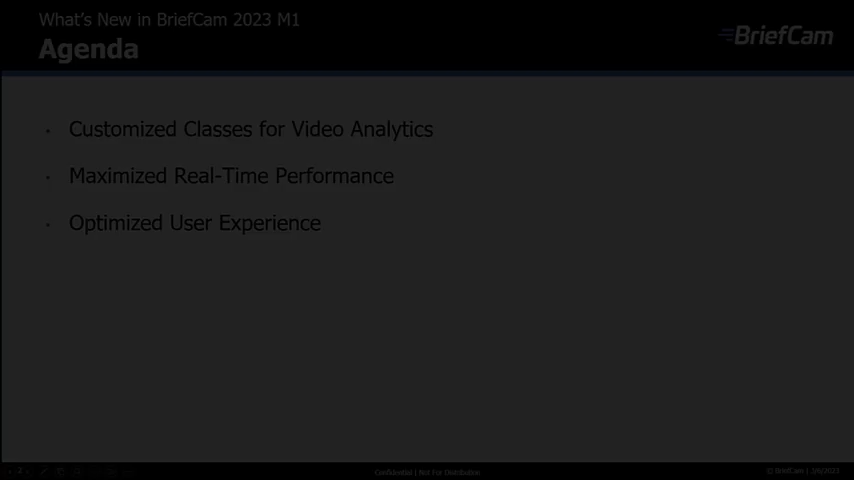 What's New in BriefCam 2023 M1
Agenda
BriefCam
• Customized Classes for Video Analytics
• Maximized Real-Time Performance
• Optimized User Experience
2
Confidential | Not For Distribution
© BriefCam |